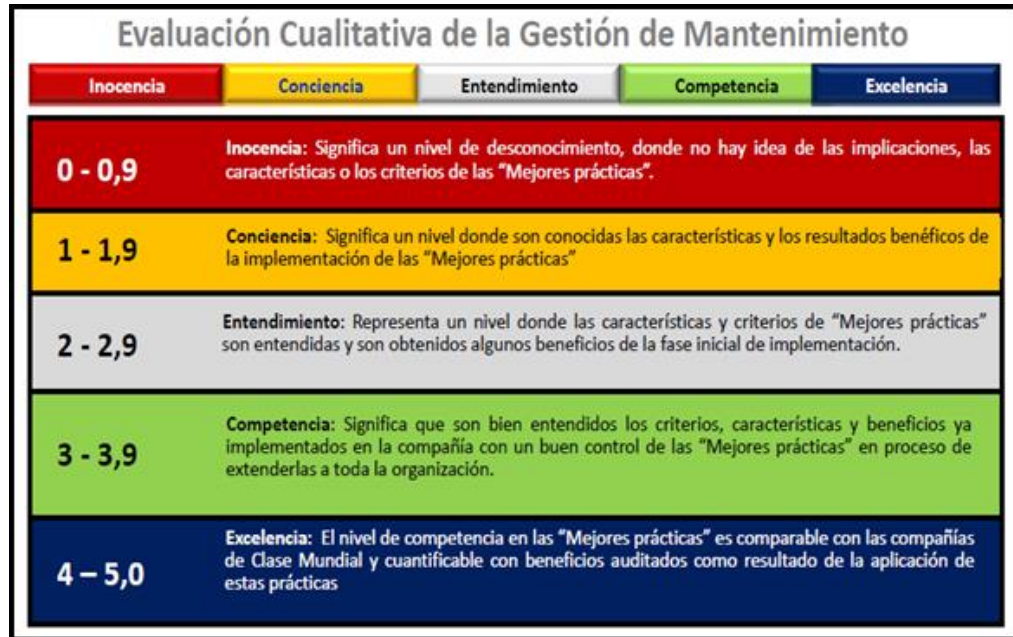 Evaluación Cualitativa de la Gestión de Mantenimiento
Inocencia Conciencia Entendimiento Competencia Excelencia
0 - 0,9
Inocencia: Significa un nivel de desconocimiento, donde no hay idea de las implicaciones, las
características o los criterios de las “Mejores prácticas”.
1 - 1,9
Conciencia: Significa un nivel donde son conocidas las características y los resultados benéficos de
la implementación de las “Mejores prácticas”
2 - 2,9
Entendimiento: Representa un nivel donde las características y criterios de “Mejores prácticas”
son entendidas y son obtenidos algunos beneficios de la fase inicial de implementación.
3 - 3,9
Competencia: Significa que son bien entendidos los criterios, características y beneficios ya
implementados en la compañía con un buen control de las “Mejores prácticas” en proceso de
extenderlas a toda la organización.
4 – 5,0
Excelencia: El nivel de competencia en las “Mejores prácticas” es comparable con las compañías
de Clase Mundial y cuantificable con beneficios auditados como resultado de la aplicación de
estas prácticas